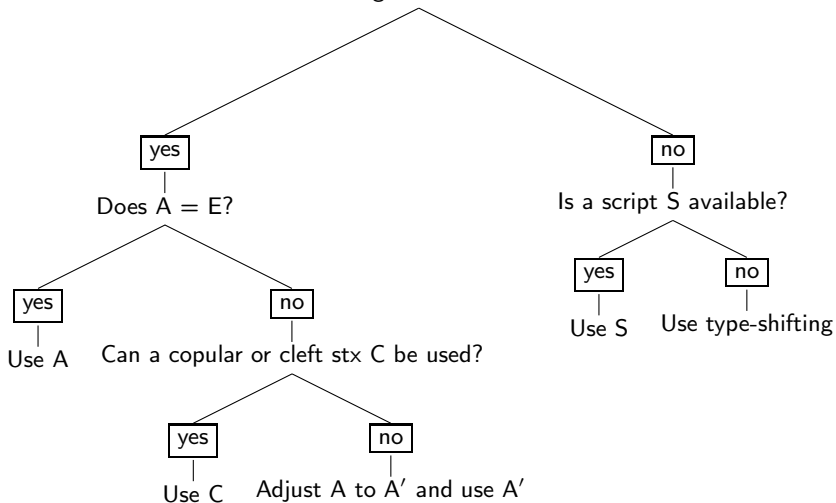 yes
no
Does A = E?
Is a script S available?
yes
no
yes
no
Use A
Can a copular or cleft stx C be used?
Use S
Use type-shifting
yes
no
Use C
Adjust A to A′ and use A′